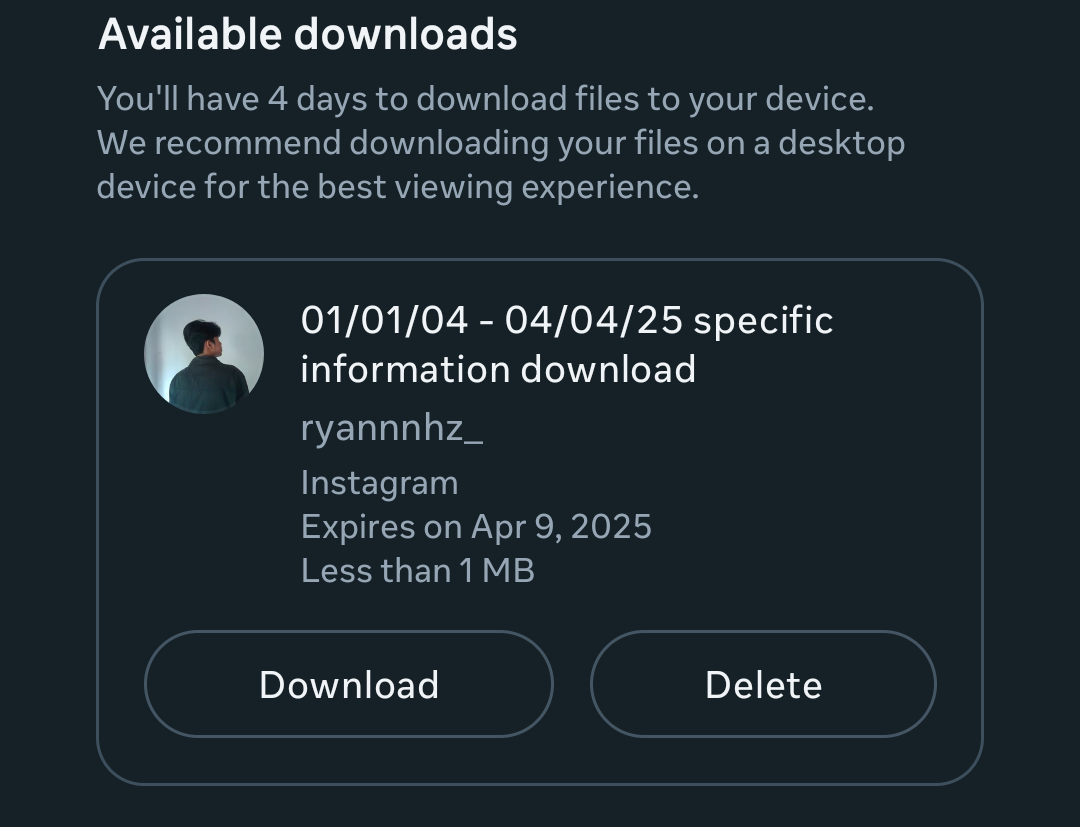 Available downloads
You'll have 4 days to download files to your device.
We recommend downloading your files on a desktop
device for the best viewing experience.
01/01/04 - 04/04/25 specific
information download
ryannnhz_
Instagram
Expires on Apr 9, 2025
Less than 1 MB
Download
Delete